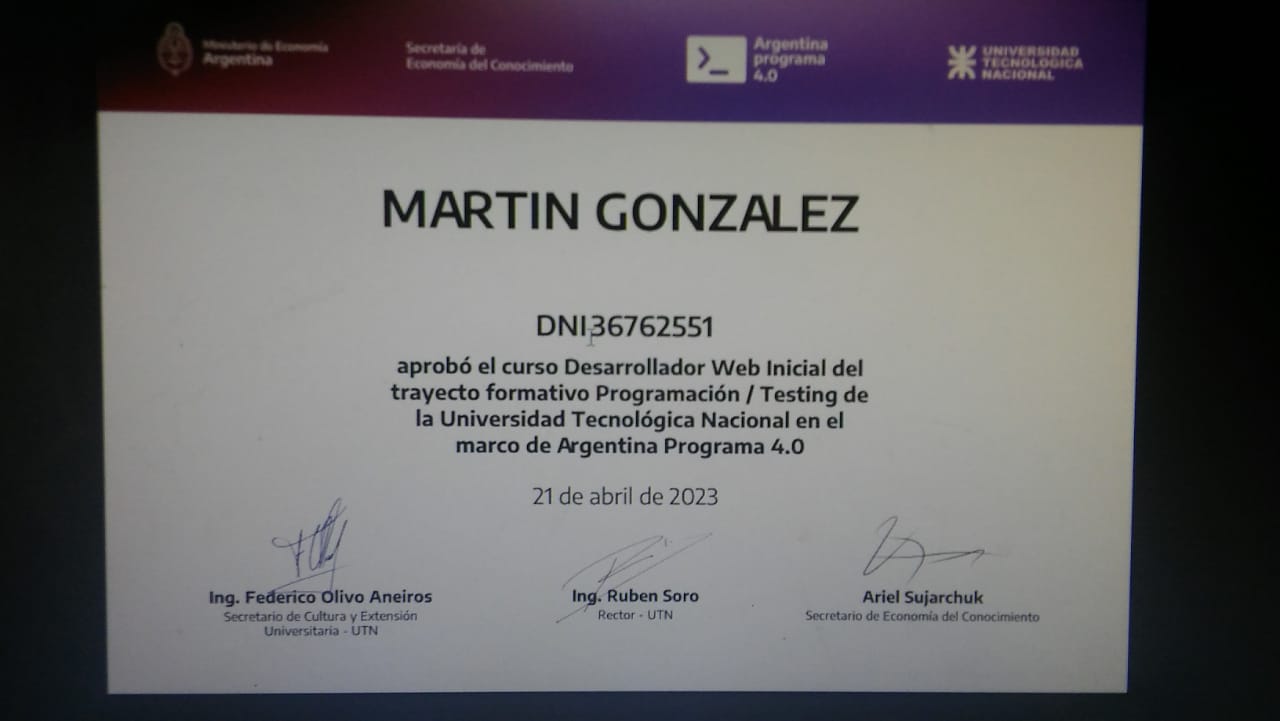 Ministerio de Economía
Argentina
Secretaría de
Economía del Conocimiento
Argentina
programa
4.0
UNIVERSIDAD
TECNOLÓGICA
NACIONAL
MARTIN GONZALEZ
DNI36762551
aprobó el curso Desarrollador Web Inicial del
trayecto formativo Programación / Testing de
la Universidad Tecnológica Nacional en el
marco de Argentina Programa 4.0
21 de abril de 2023
Ing. Federico Olivo Aneiros
Secretario de Cultura y Extensión
Universitaria - UTN
Ing. Ruben Soro
Rector - UTN
Ariel Sujarchuk
Secretario de Economía del Conocimiento